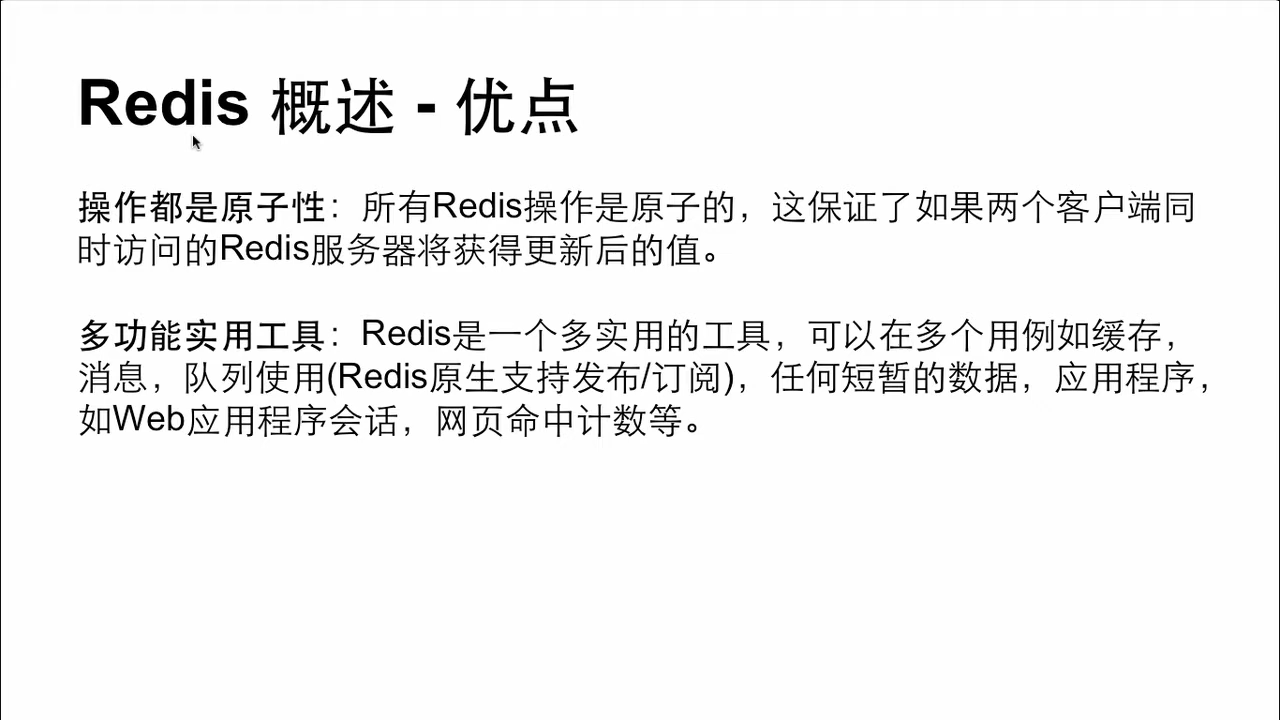 Redis 概述 - 优点
操作都是原子性：所有Redis操作是原子的，这保证了如果两个客户端同
时访问的Redis服务器将获得更新后的值。
多功能实用工具：Redis是一个多实用的工具，可以在多个用例如缓存，
消息，队列使用(Redis原生支持发布/订阅)，任何短暂的数据，应用程序，
如Web应用程序会话，网页命中计数等。